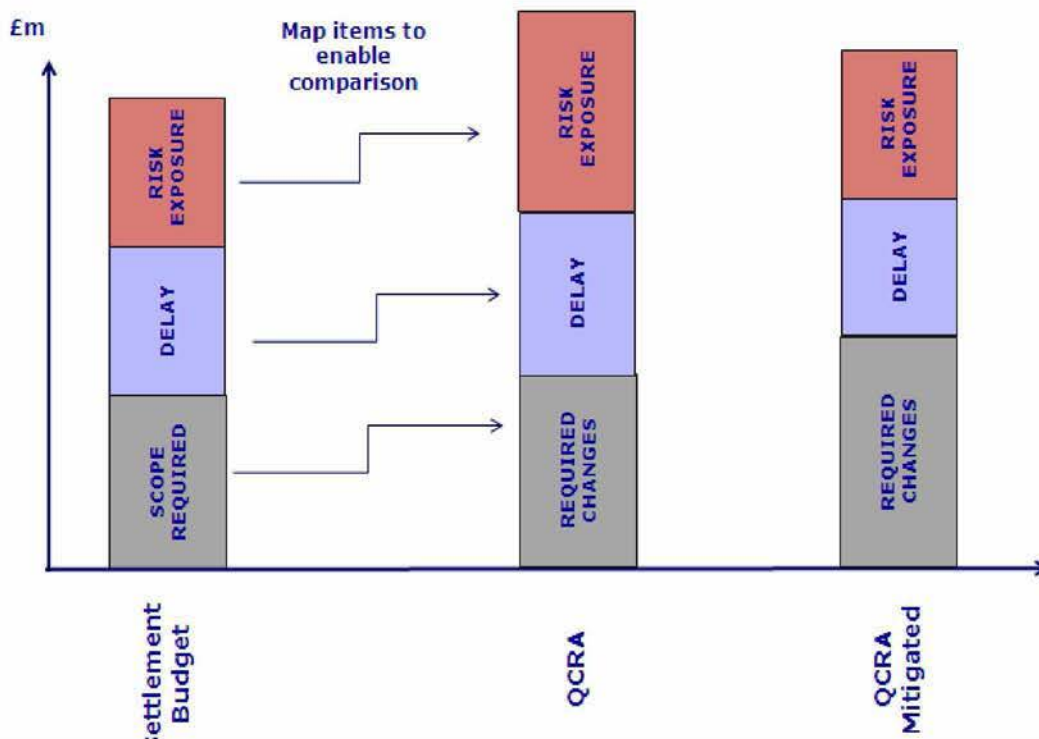 £m
Map items to
enable
comparison
RISK
EXPOSURE
DELAY
SCOPE
REQUIRED
RISK
EXPOSURE
DELAY
REQUIRED
CHANGES
RISK
EXPOSURE
DELAY
REQUIRED
CHANGES
settlement
Budget
QCRA
QCRA
Mitigated